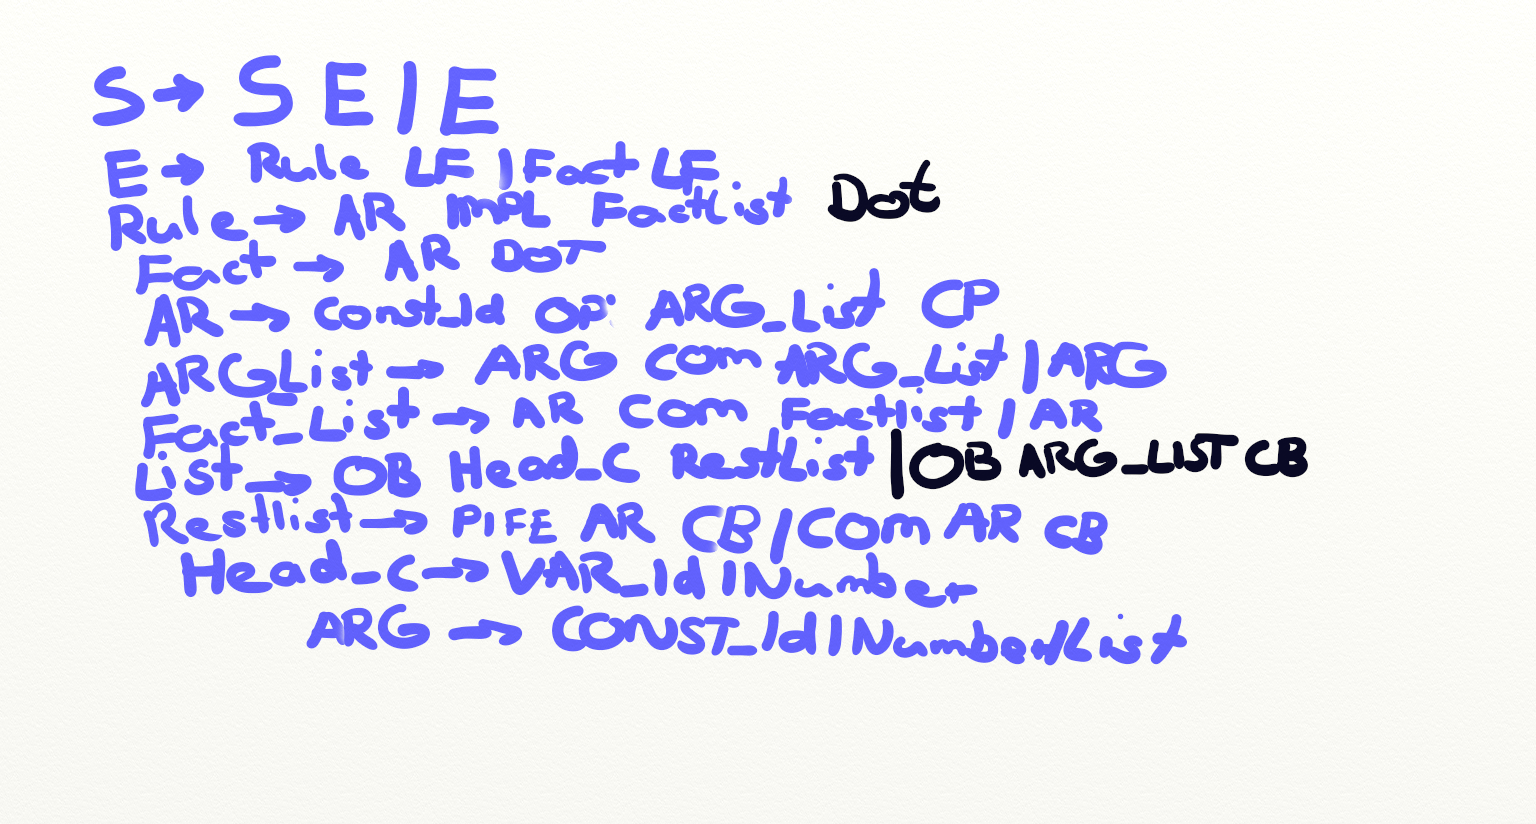 S → S E | E
E → Rule LF | Fact LF
Rule → AR IMPL FactList Dot
Fact → AR DOT
AR → Const_Id OP ARG_List CP
ARGList → ARG Com ARG_List | ARG
Fact_List → AR Com Factlist | AR
List → OB Head_C RestList | OB ARG_LIST CB
Restlist → PIFE AR CB | Com AR CB
Head_C → VAR_Id | Number
ARG → CONST_Id | Number | List